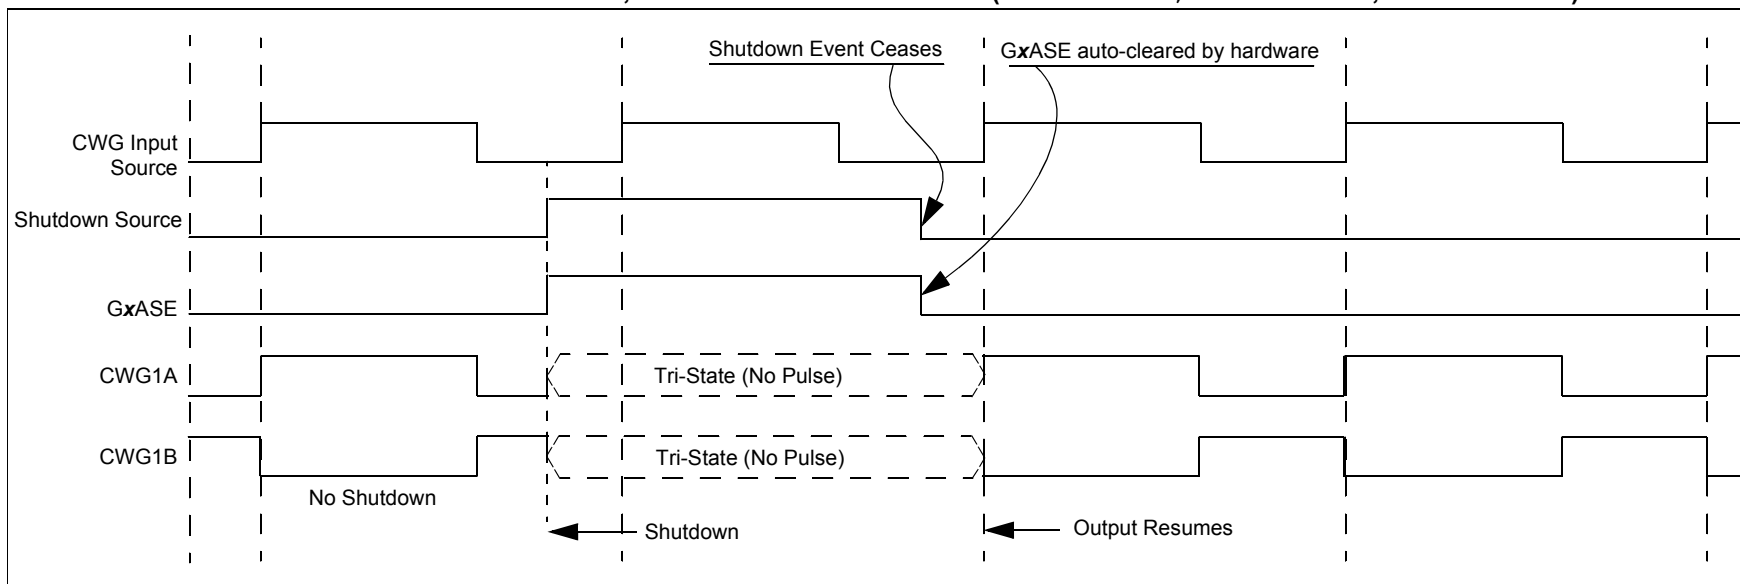 Shutdown Event Ceases
GxASE auto-cleared by hardware
CWG Input
Source
Shutdown Source
GxASE
CWG1A
Tri-State (No Pulse)
CWG1B
Tri-State (No Pulse)
No Shutdown
Shutdown
Output Resumes